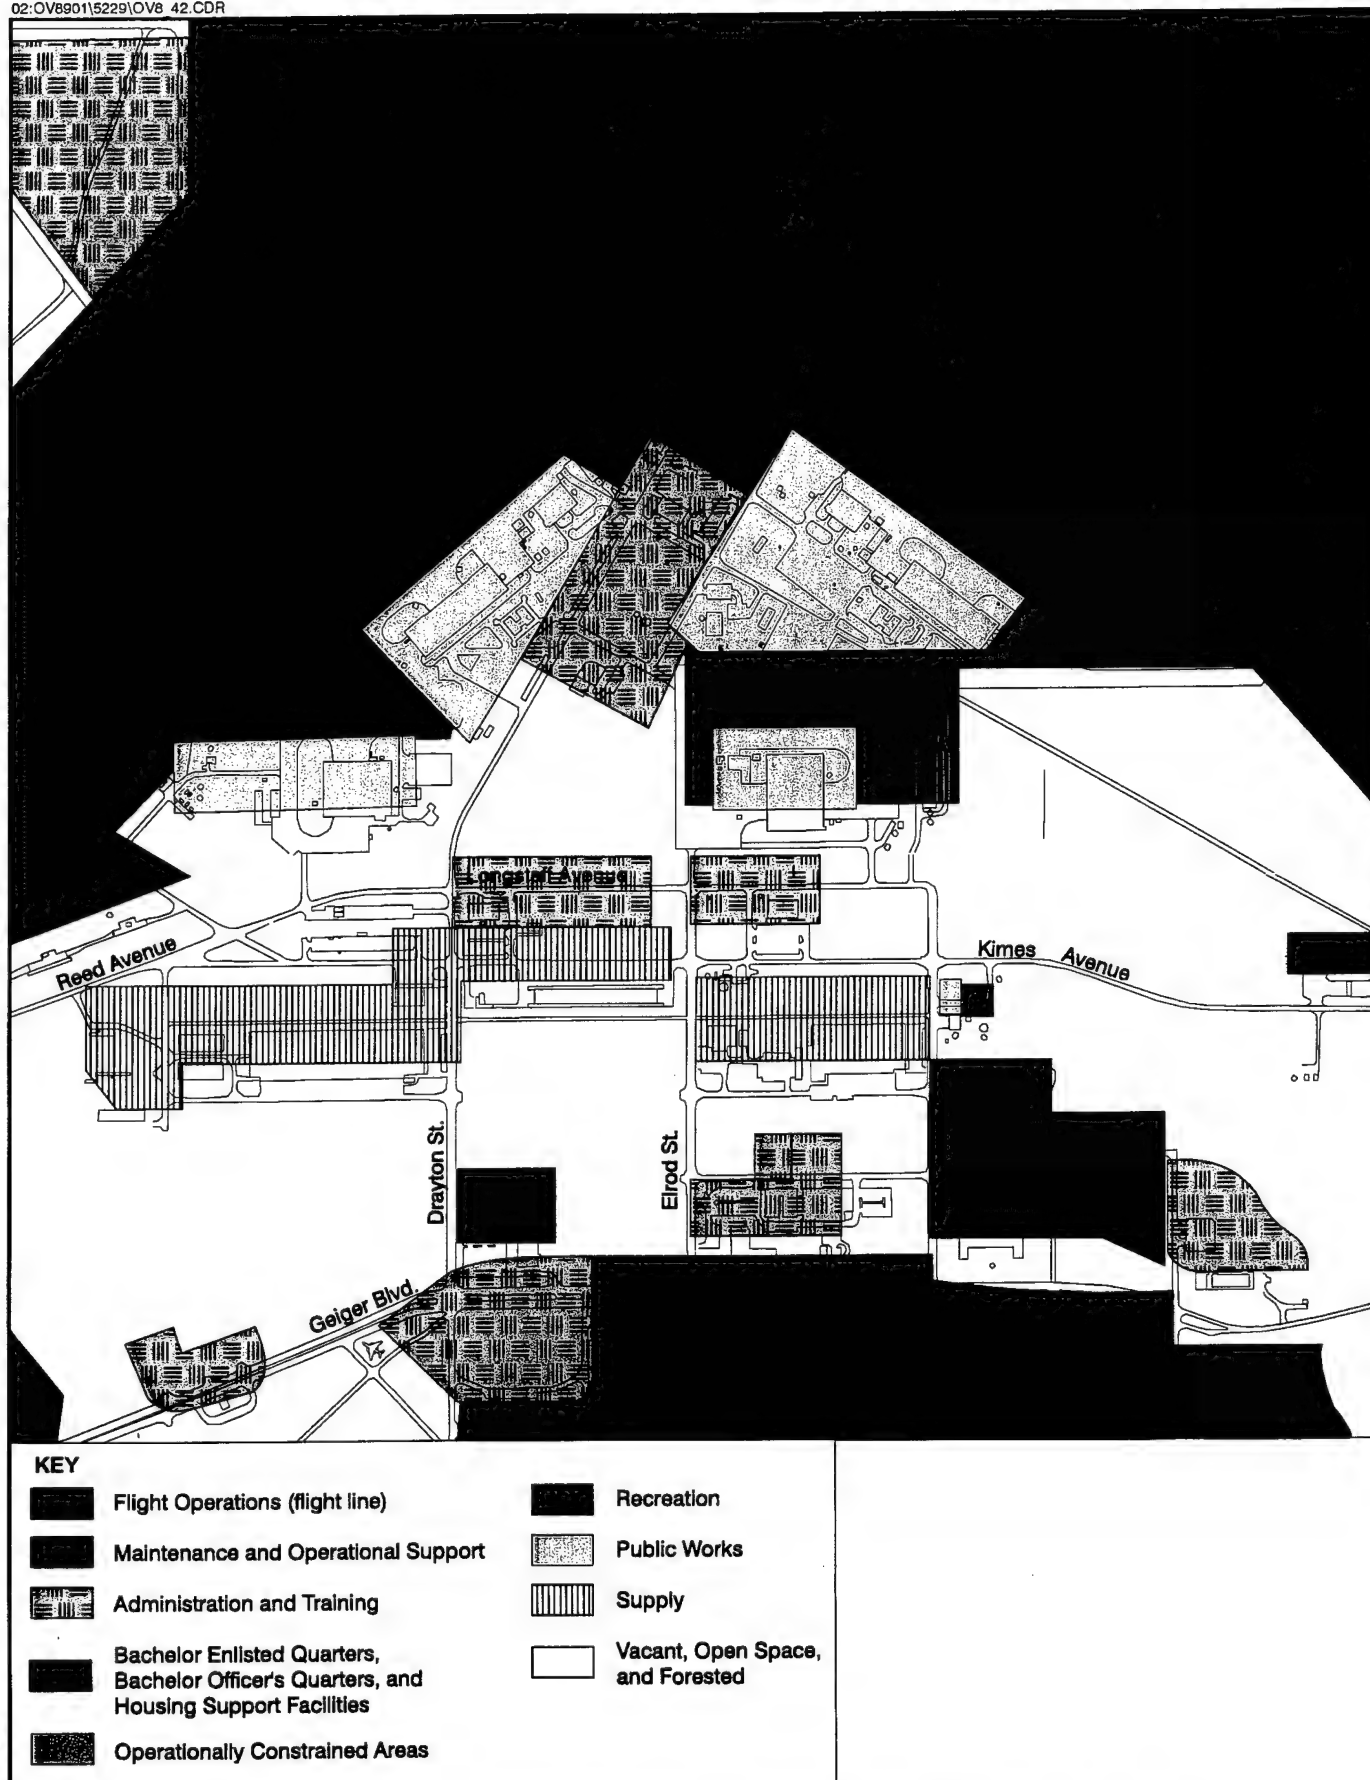 02:OV8901\5229\OV8 42.CDR
Longstaff Avenue
Reed Avenue
Kimes Avenue
Drayton St.
Elrod St.
Geiger Blvd.
KEY
Flight Operations (flight line)
Maintenance and Operational Support
Administration and Training
Bachelor Enlisted Quarters,
Bachelor Officer's Quarters, and
Housing Support Facilities
Operationally Constrained Areas
Recreation
Public Works
Supply
Vacant, Open Space,
and Forested